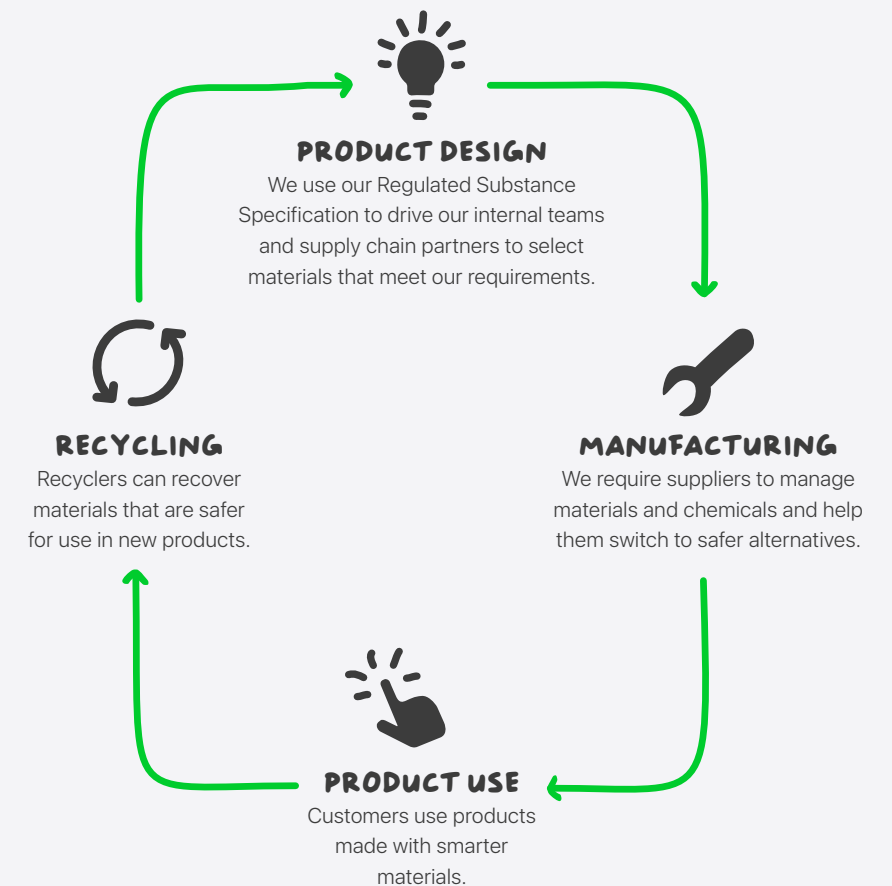 PRODUCT DESIGN
We use our Regulated Substance
Specification to drive our internal teams
and supply chain partners to select
materials that meet our requirements.
RECYCLING
Recyclers can recover
materials that are safer
for use in new products.
MANUFACTURING
We require suppliers to manage
materials and chemicals and help
them switch to safer alternatives.
PRODUCT USE
Customers use products
made with smarter
materials.